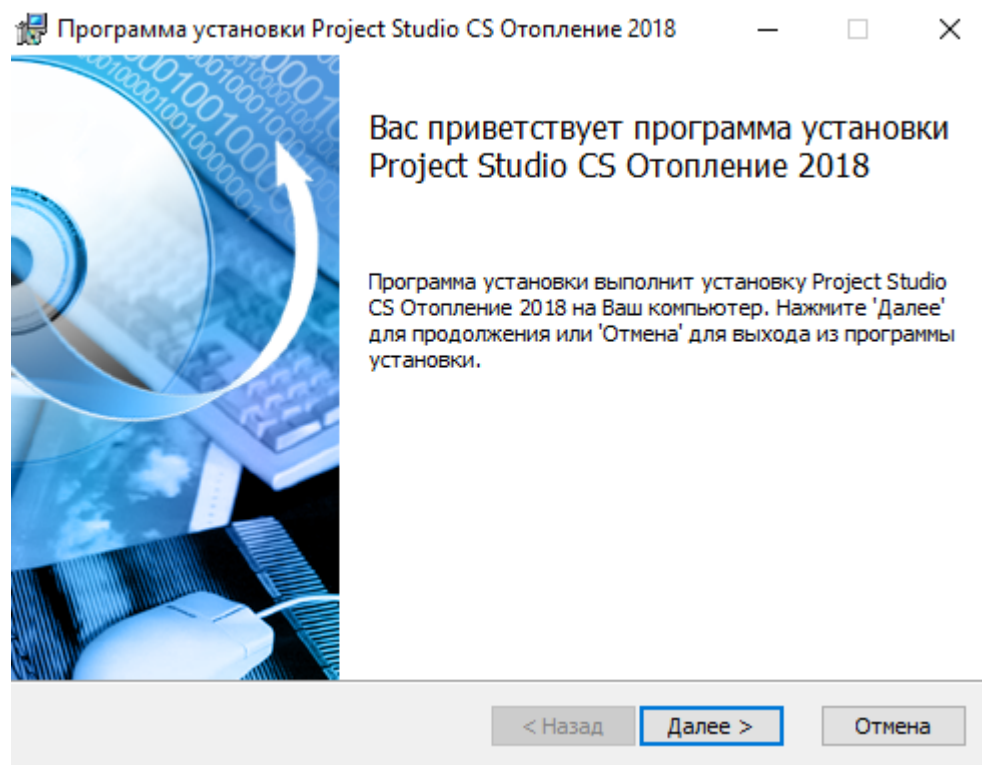 Программа установки Project Studio CS Отопление 2018
Вас приветствует программа установки
Project Studio CS Отопление 2018
Программа установки выполнит установку Project Studio
CS Отопление 2018 на Ваш компьютер. Нажмите 'Далее'
для продолжения или 'Отмена' для выхода из программы
установки.
< Назад
Далее >
Отмена